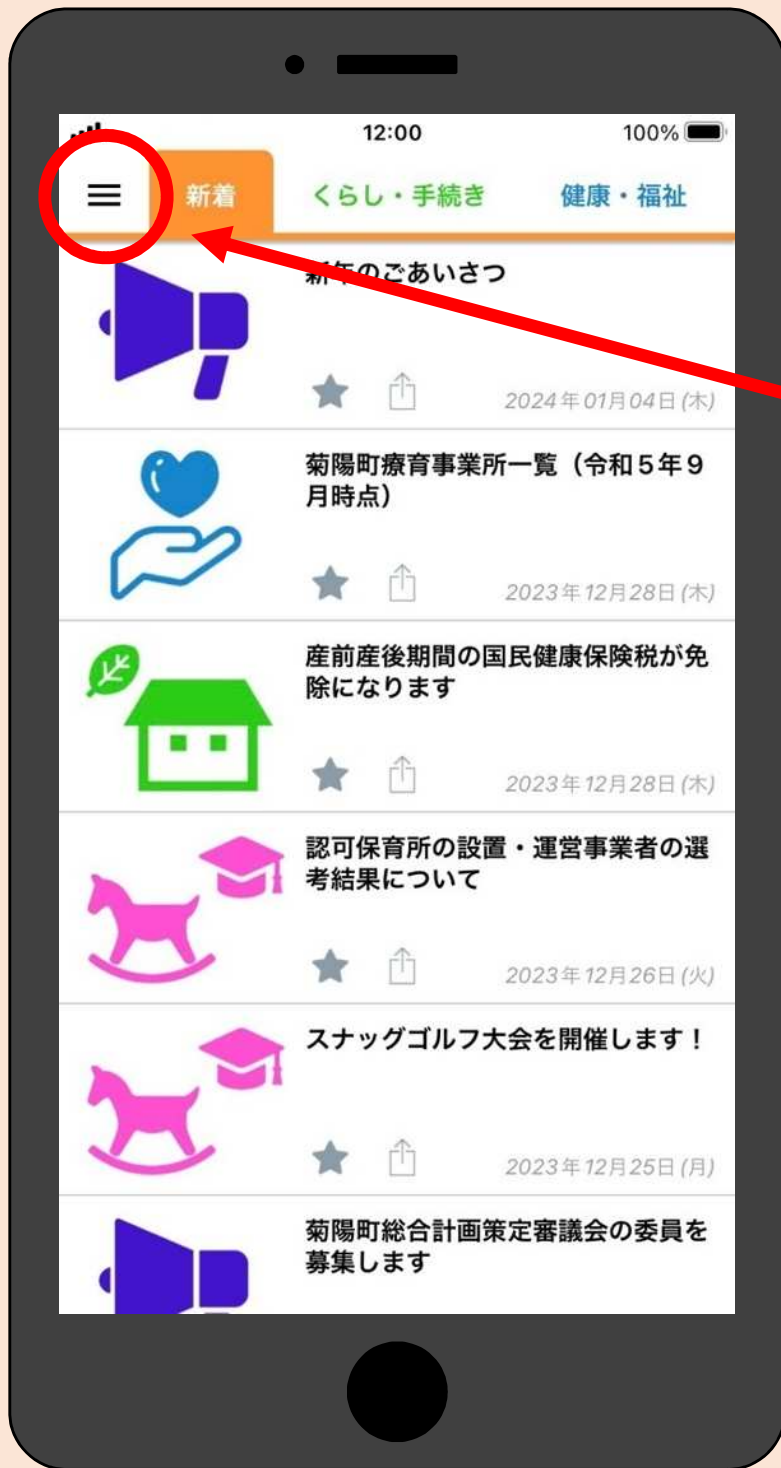 12:00
100%
新着
くらし・手続き
健康・福祉
新年のごあいさつ
2024年01月04日(木)
菊陽町療育事業所一覧（令和５年９
月時点）
2023年12月28日(木)
産前産後期間の国民健康保険税が免
除になります
2023年12月28日(木)
認可保育所の設置・運営事業者の選
考結果について
2023年12月26日(火)
スナッグゴルフ大会を開催します！
2023年12月25日(月)
菊陽町総合計画策定審議会の委員を
募集します